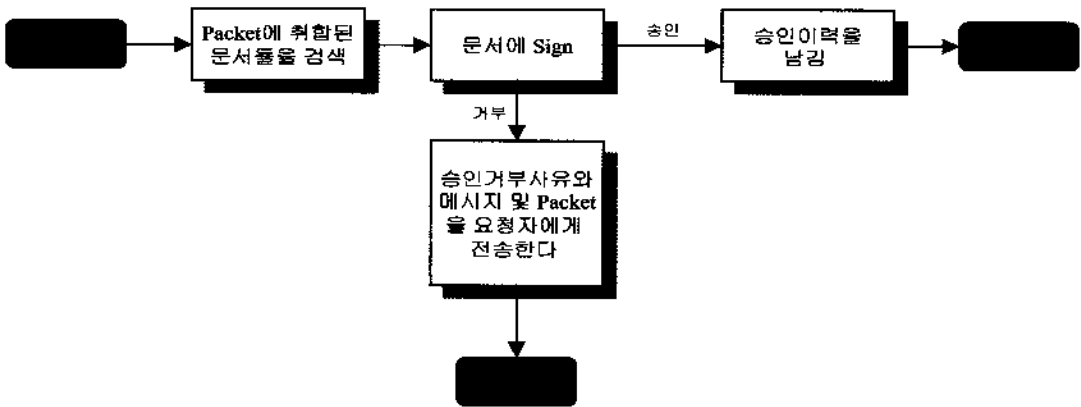 Packet에 취합된
문서들을 검색
문서에 Sign
승인
승인이력을
남김
거부
승인거부사유와
메시지 및 Packet
을 요청자에게
전송한다